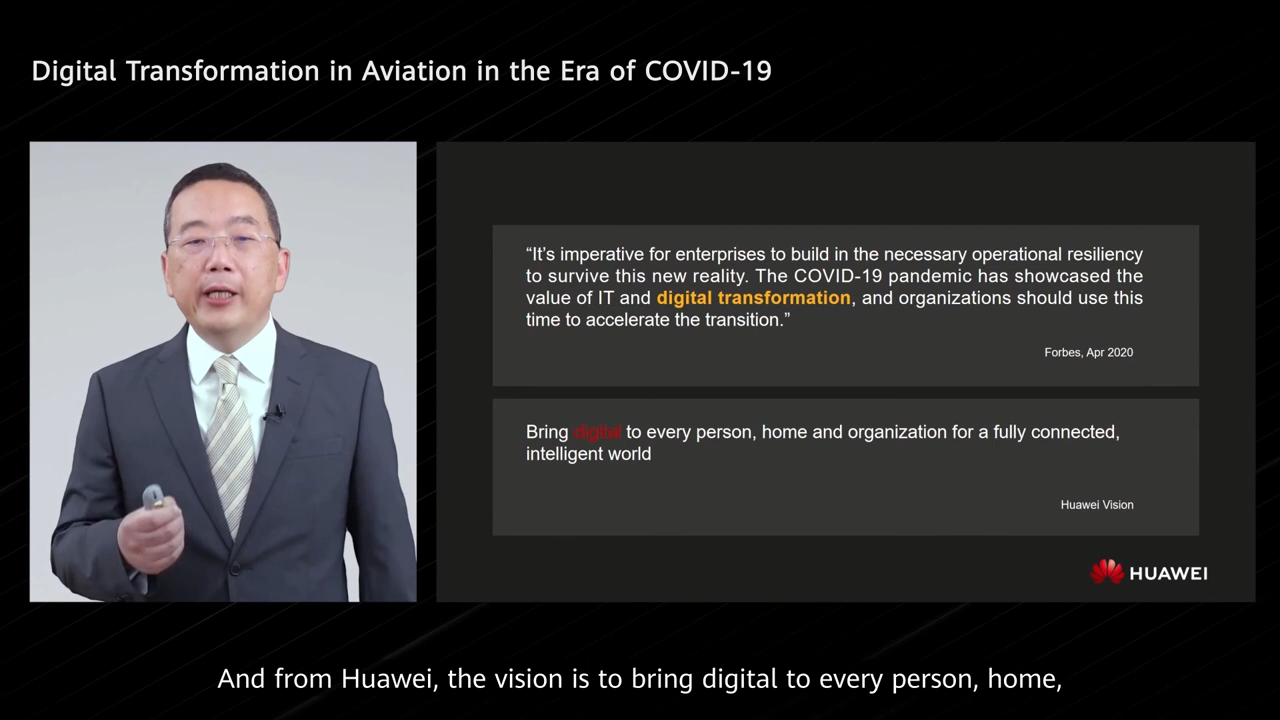 Digital Transformation in Aviation in the Era of COVID-19
“It’s imperative for enterprises to build in the necessary operational resiliency
to survive this new reality. The COVID-19 pandemic has showcased the
value of IT and digital transformation, and organizations should use this
time to accelerate the transition.”
Forbes, Apr 2020
Bring digital to every person, home and organization for a fully connected,
intelligent world
Huawei Vision
HUAWEI
And from Huawei, the vision is to bring digital to every person, home,